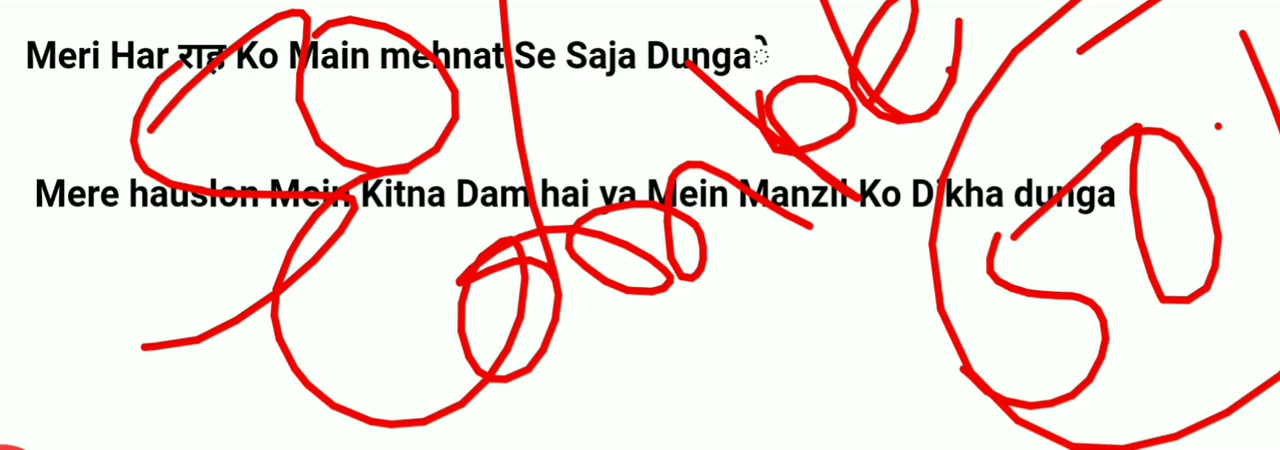 Meri Har राह Ko Main mehnat Se Saja Dungaे
Mere hauslon Mein Kitna Dam hai ya Mein Manzil Ko Dikha dunga